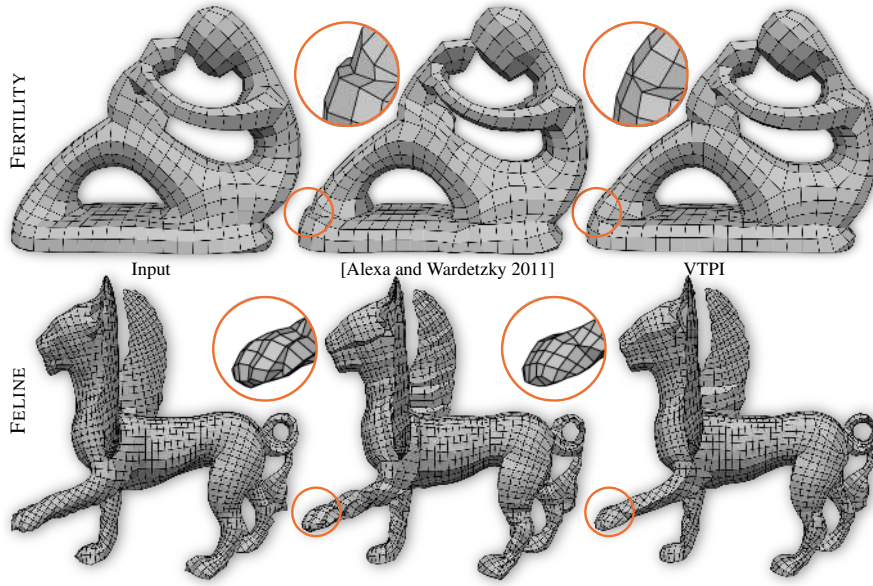 FERTILITY
Input
[Alexa and Wardetzky 2011]
VTPI
FELINE